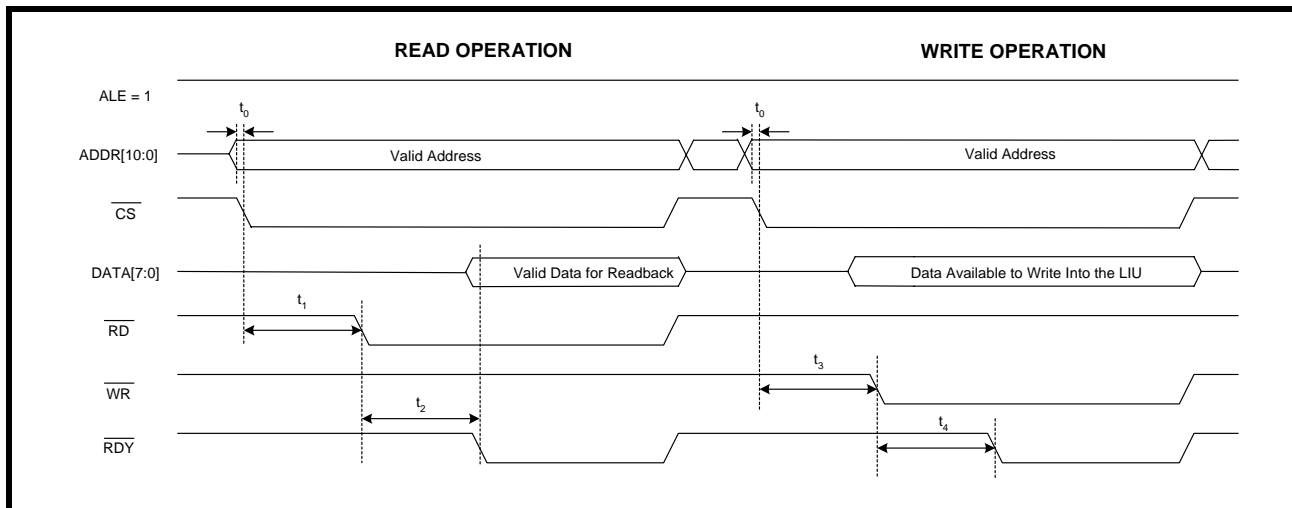 READ OPERATION WRITE OPERATION
ALE = 1
t0 t0
ADDR[10:0] Valid Address Valid Address
CS
DATA[7:0] Valid Data for Readback Data Available to Write Into the LIU
t1
RD
t3
WR
t2 t4
RDY